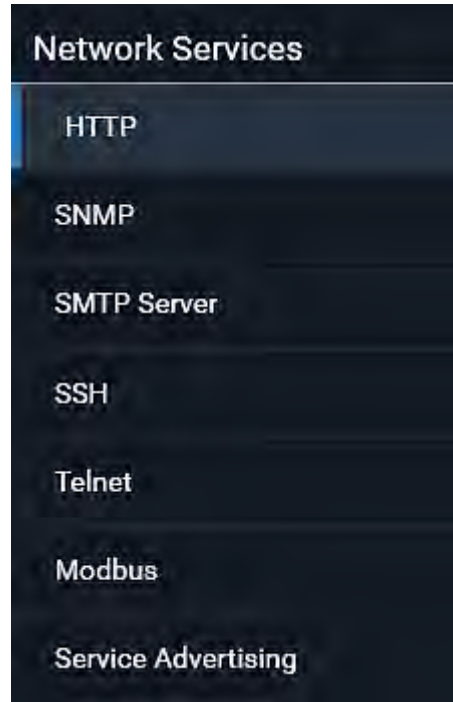 Network Services
HTTP
SNMP
SMTP Server
SSH
Telnet
Modbus
Service Advertising